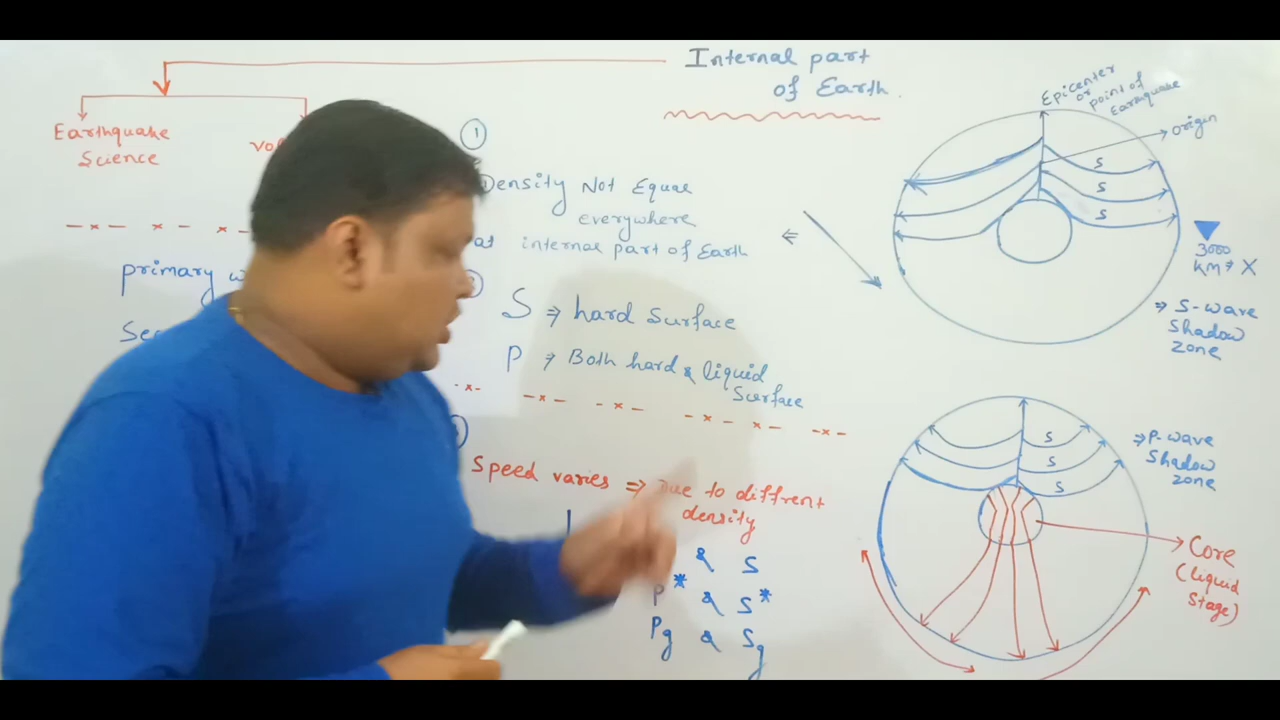 Internal part
of Earth.
Earthquake
Science
1
Density Not Equal
everywhere
at internal part of Earth
primary
S ⇒ hard Surface
P ⇒ Both hard & liquid
Surface
Speed varies ⇒ Due to diffrent
density
& S
P* & S*
Pg & Sg
Epicenter
or
point of
Earthquake
origin
S
S
S
3000
km ⇒ X
⇒ S-wave
Shadow
zone
S
S
S
⇒ P-wave
Shadow
zone
Core
(liquid
Stage)